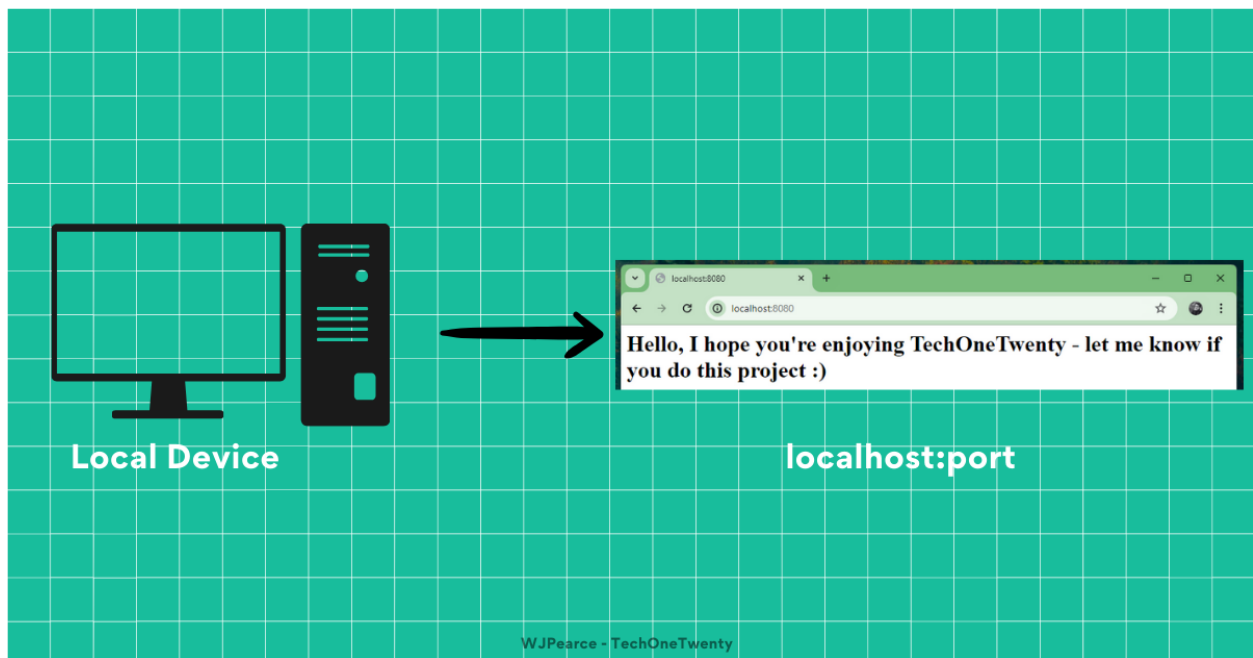 localhost:8080
localhost:8080
Hello, I hope you're enjoying TechOneTwenty - let me know if
you do this project :)
Local Device
localhost:port
WJPearce - TechOneTwenty